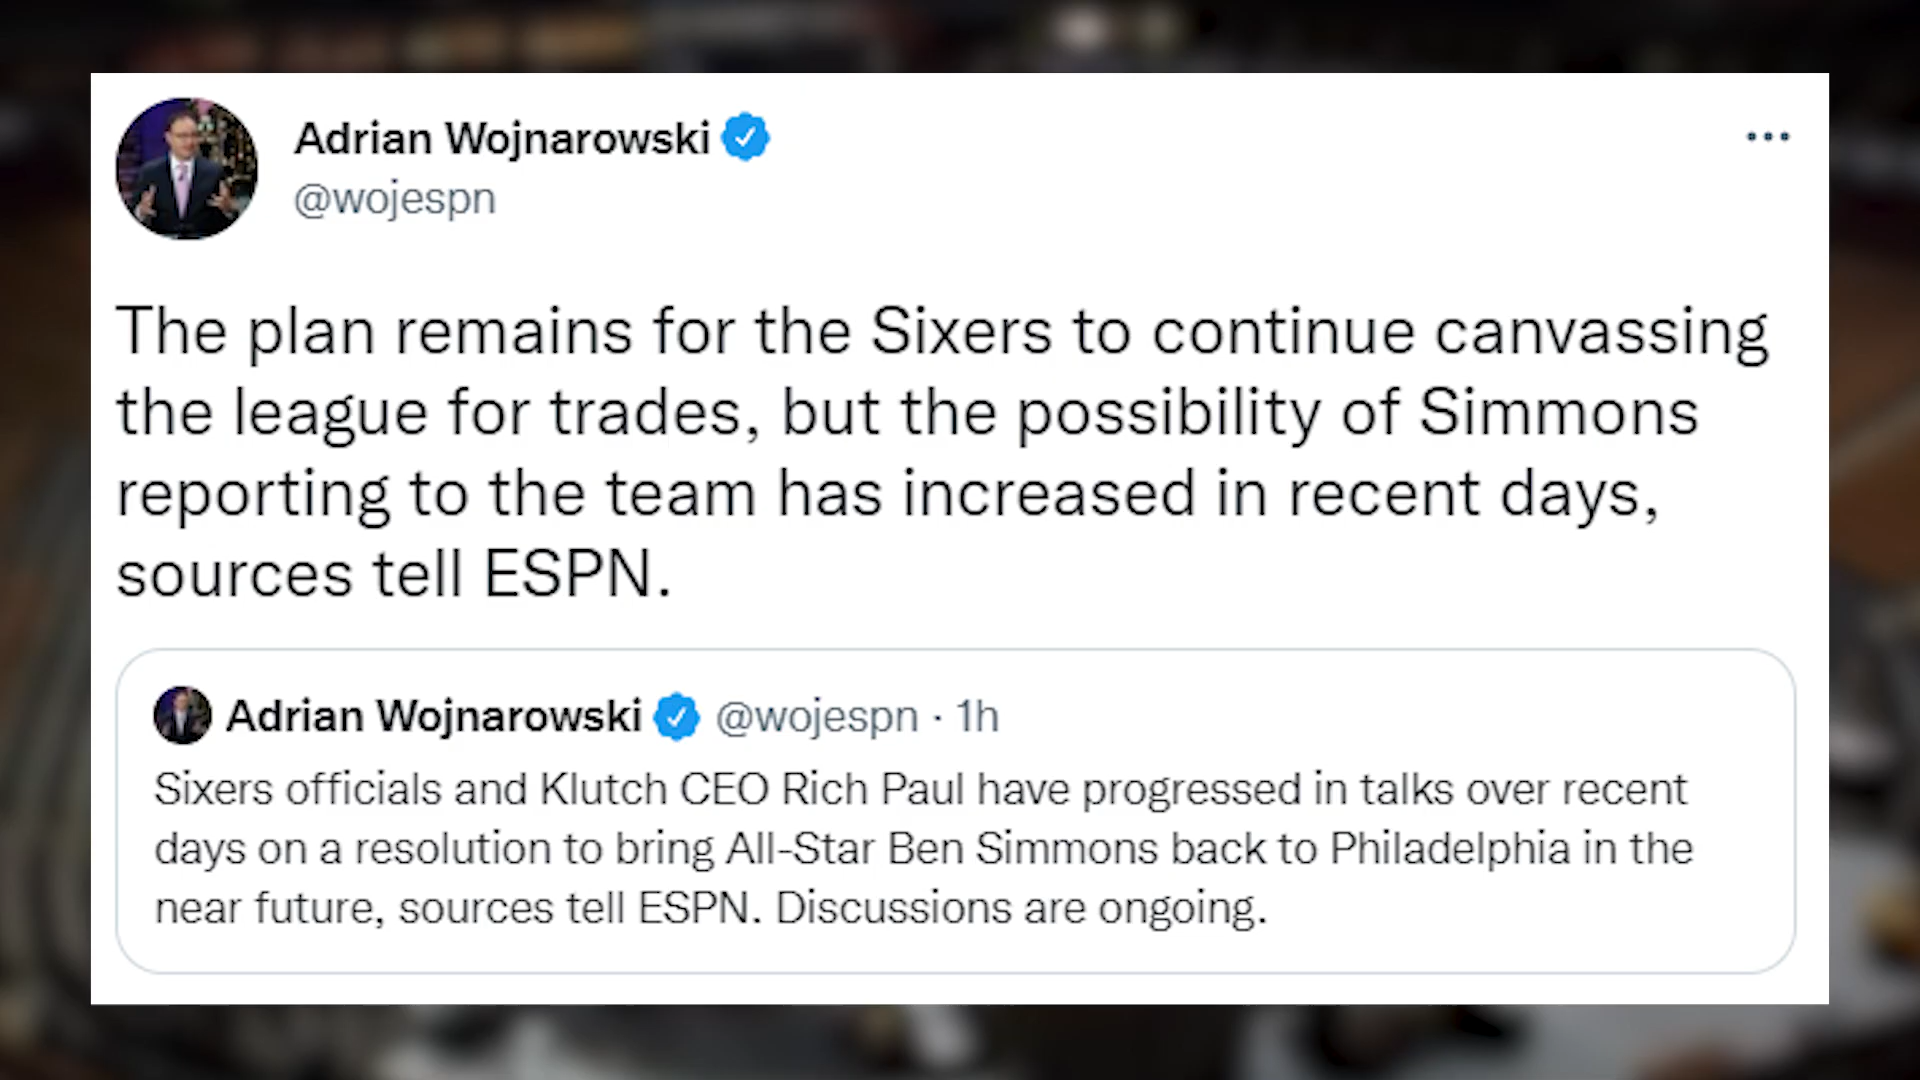 Adrian Wojnarowski
@wojespn
The plan remains for the Sixers to continue canvassing
the league for trades, but the possibility of Simmons
reporting to the team has increased in recent days,
sources tell ESPN.
Adrian Wojnarowski @wojespn · 1h
Sixers officials and Klutch CEO Rich Paul have progressed in talks over recent
days on a resolution to bring All-Star Ben Simmons back to Philadelphia in the
near future, sources tell ESPN. Discussions are ongoing.